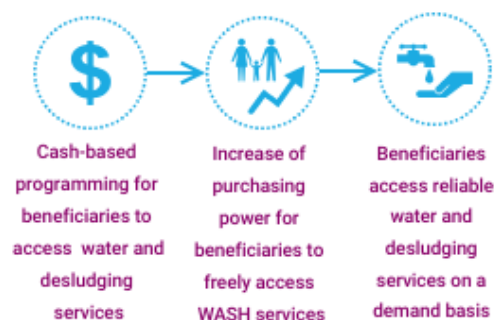 $
Cash-based
programming for
beneficiaries to
access water and
desludging
services
Increase of
purchasing
power for
beneficiaries to
freely access
WASH services
Beneficiaries
access reliable
water and
desludging
services on a
demand basis